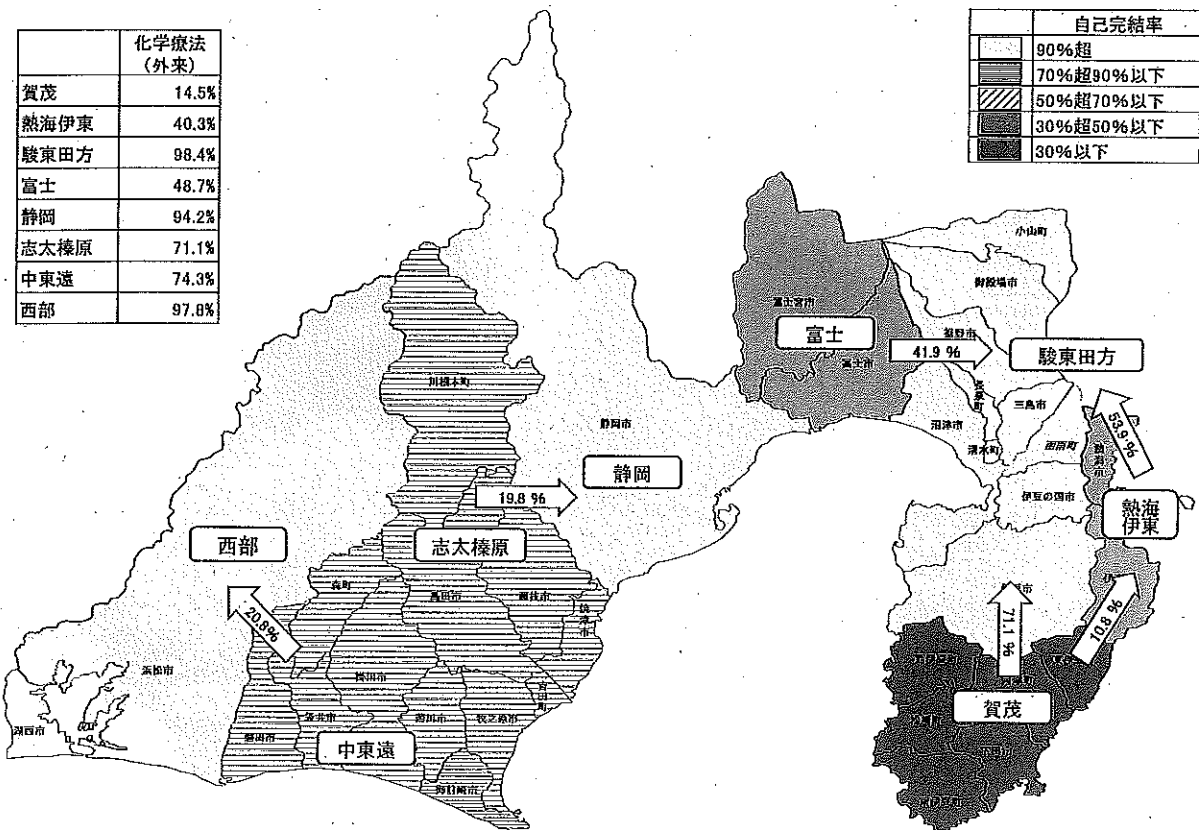 化学療法
(外来)
賀茂 14.5%
熱海伊東 40.3%
駿東田方 98.4%
富士 48.7%
静岡 94.2%
志太榛原 71.1%
中東遠 74.3%
西部 97.8%
自己完結率
90%超
70%超90%以下
50%超70%以下
30%超50%以下
30%以下
小山町
御殿場市
富士宮市
富士
裾野市
41.9 %
駿東田方
富士市
川根本町
長泉町
三島市
53.9 %
静岡市
沼津市
清水町
函南町
熱海市
静岡
伊豆の国市
19.8 %
熱海
伊東
西部
志太榛原
森町
島田市
藤枝市
焼津市
71.1 %
10.8 %
20.8%
浜松市
掛川市
吉田町
賀茂
湖西市
磐田市
袋井市
菊川市
牧之原市
中東遠
御前崎市